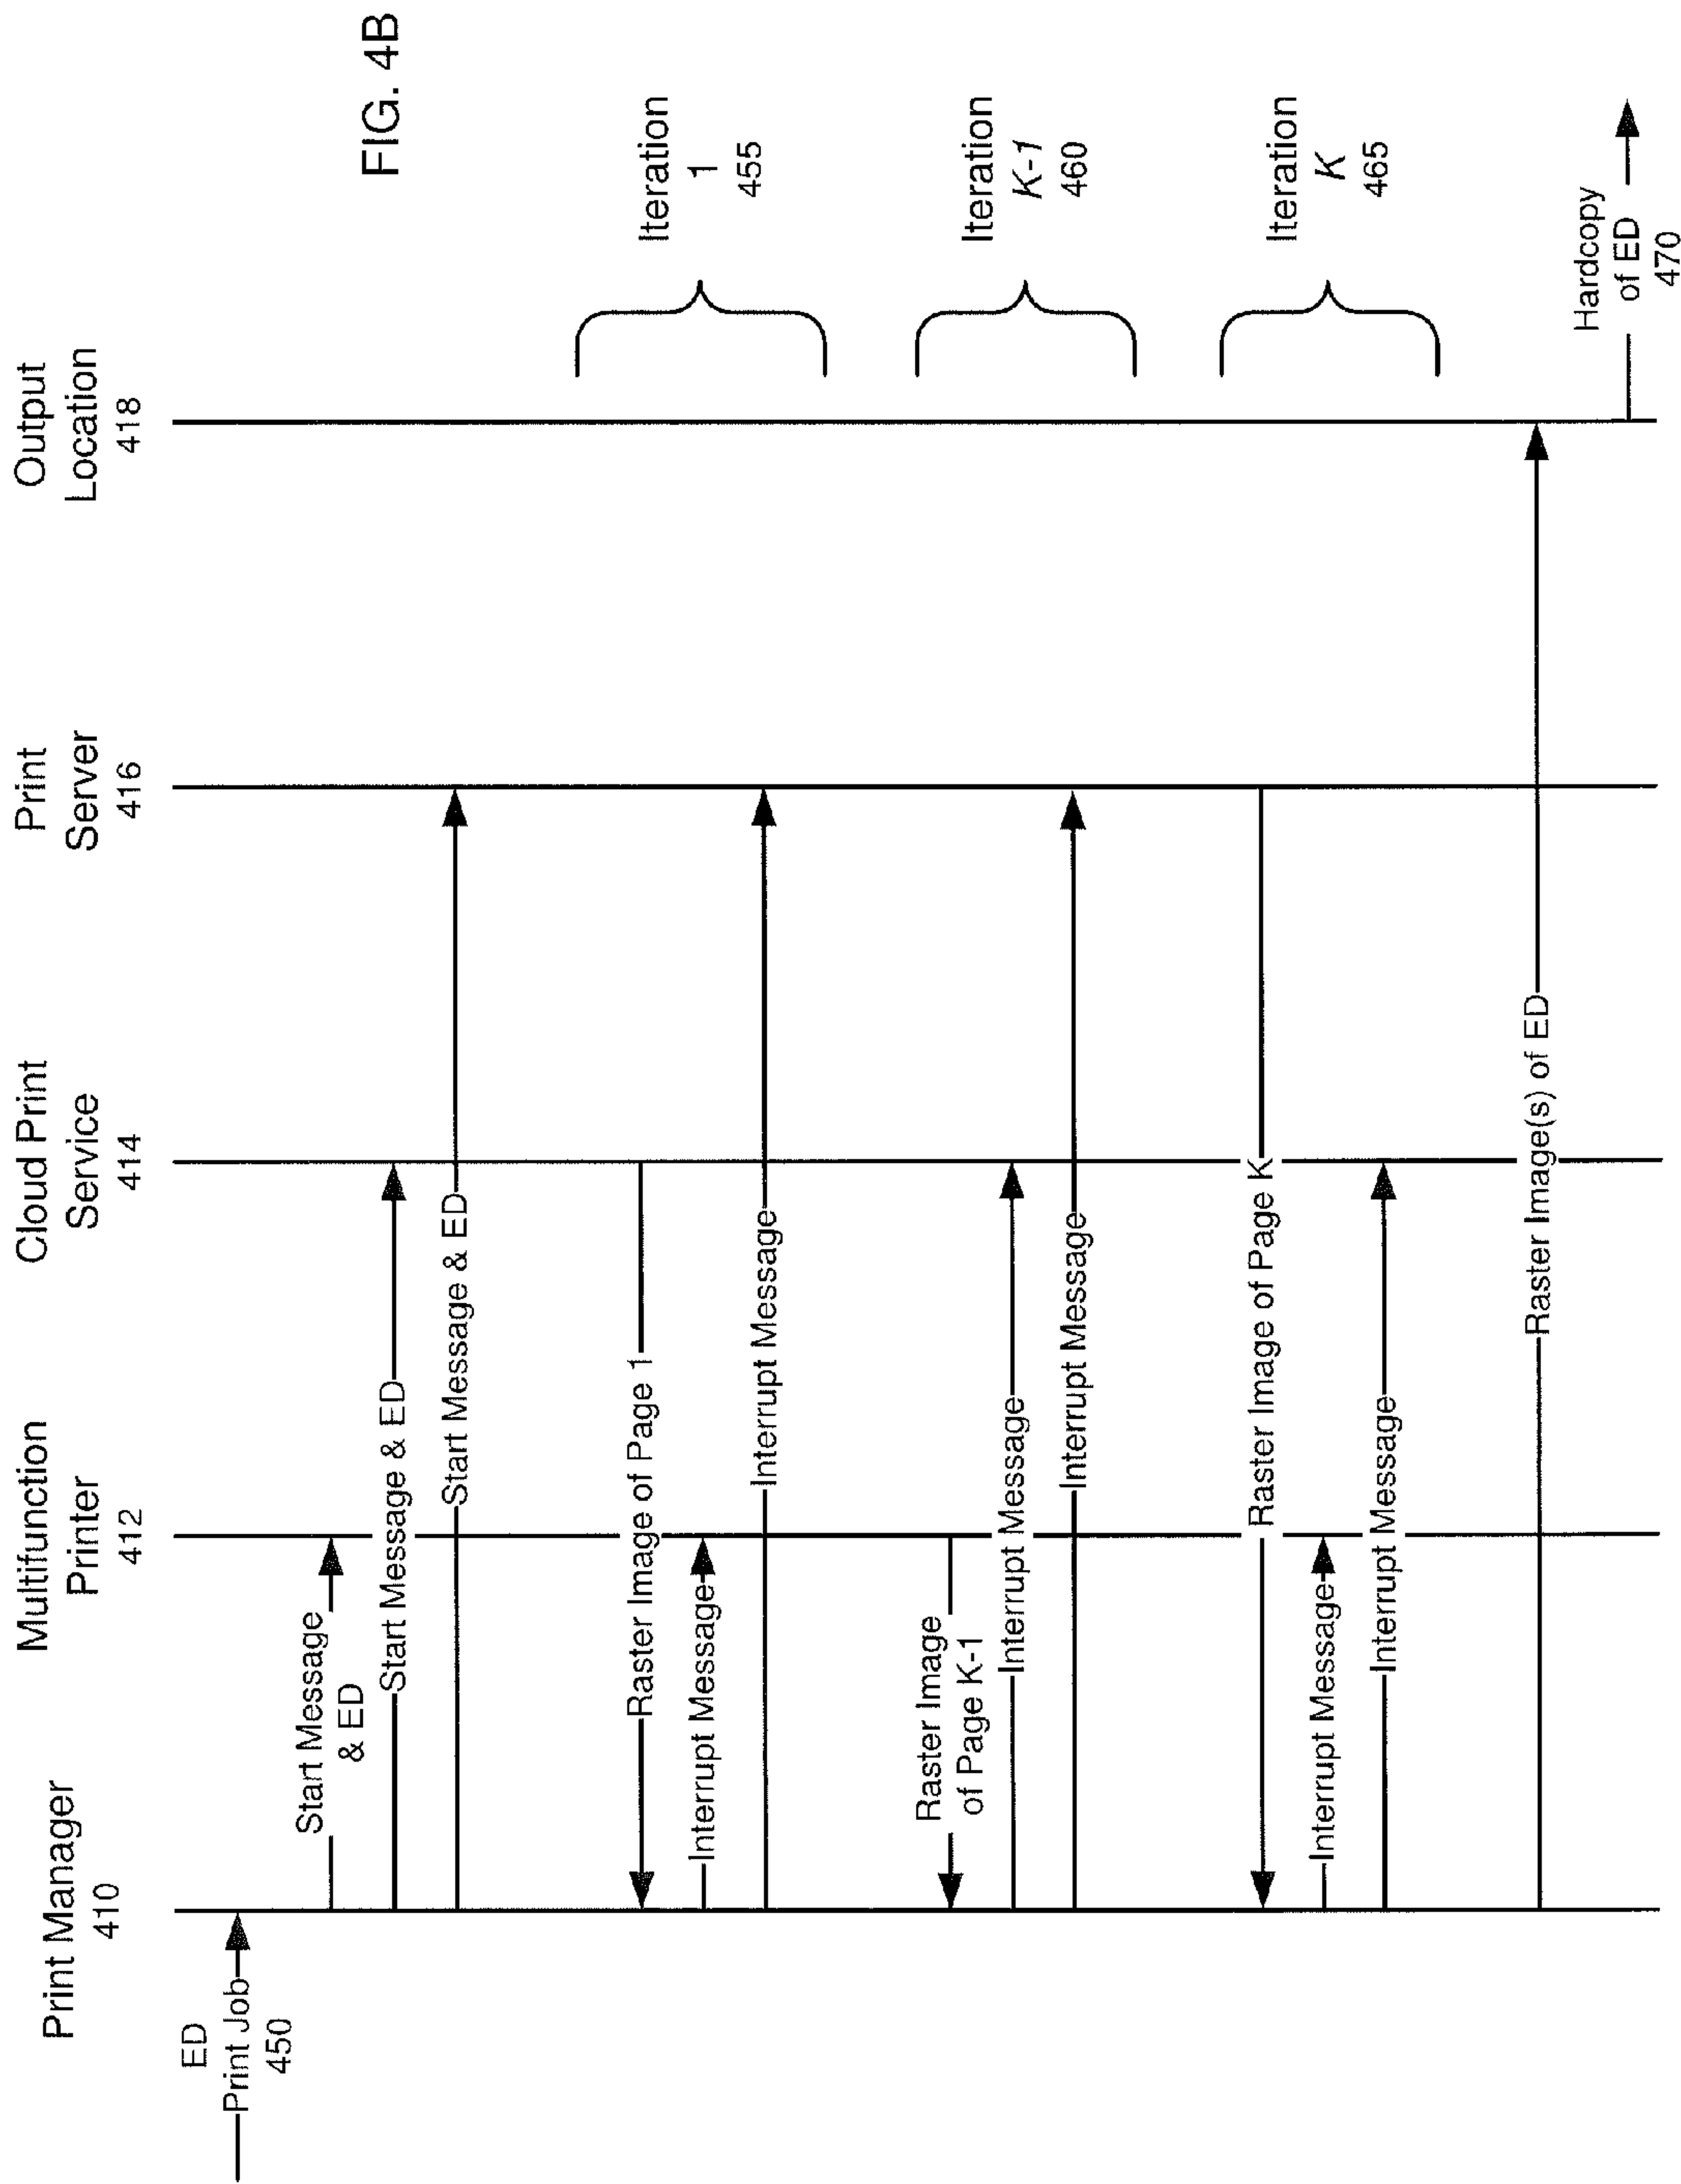 FIG. 4B
Print Manager
410
Multifunction
Printer
412
Cloud Print
Service
414
Print
Server
416
Output
Location
418
ED
Print Job
450
Start Message
& ED
Start Message & ED
Start Message & ED
Raster Image of Page 1
Interrupt Message
Interrupt Message
Iteration
1
455
Raster Image
of Page K-1
Interrupt Message
Interrupt Message
Iteration
K-1
460
Raster Image of Page K
Interrupt Message
Interrupt Message
Iteration
K
465
Raster Image(s) of ED
Hardcopy
of ED
470